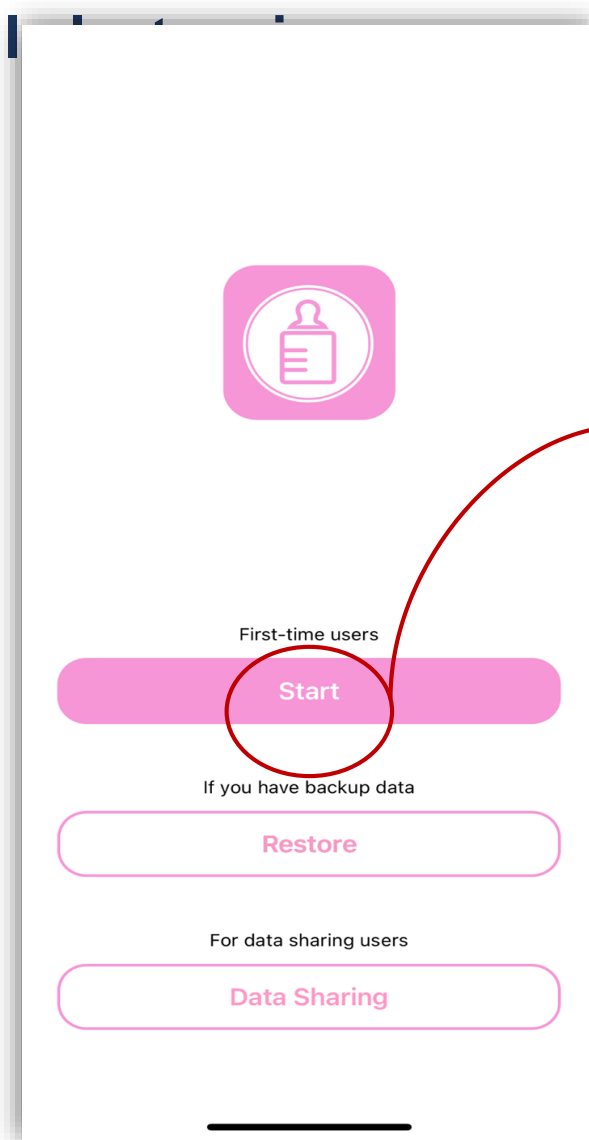 First-time users
Start
If you have backup data
Restore
For data sharing users
Data Sharing